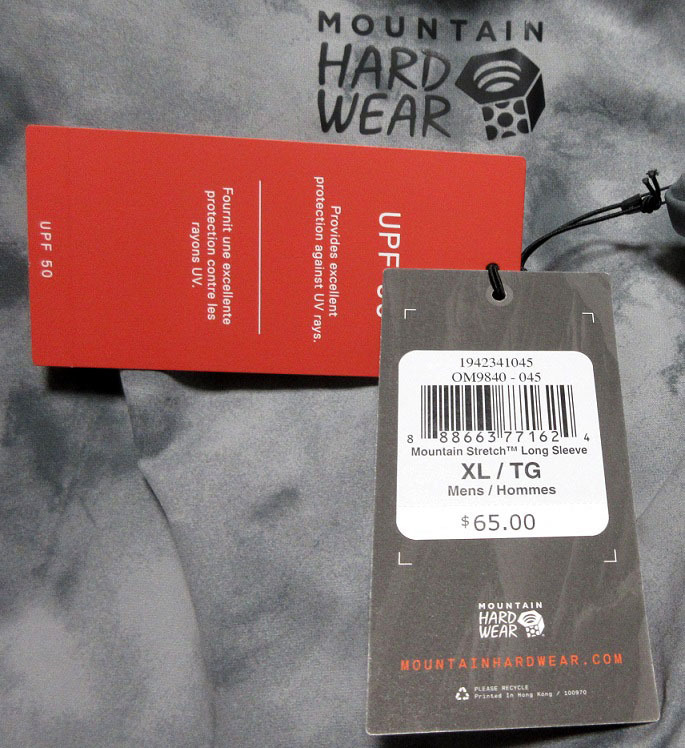 MOUNTAIN
HARD
WEAR
UPF
Provides excellent
protection against UV rays.
Fournit une excellente
protection contre les
rayons UV.
UPF 50
1942341045
OM9840 - 045
8 88663 77162 4
Mountain Stretch™ Long Sleeve
XL / TG
Mens / Hommes
$65.00
MOUNTAIN
HARD
WEAR
MOUNTAINHARDWEAR.COM
PLEASE RECYCLE
Printed in Hong Kong / 100970